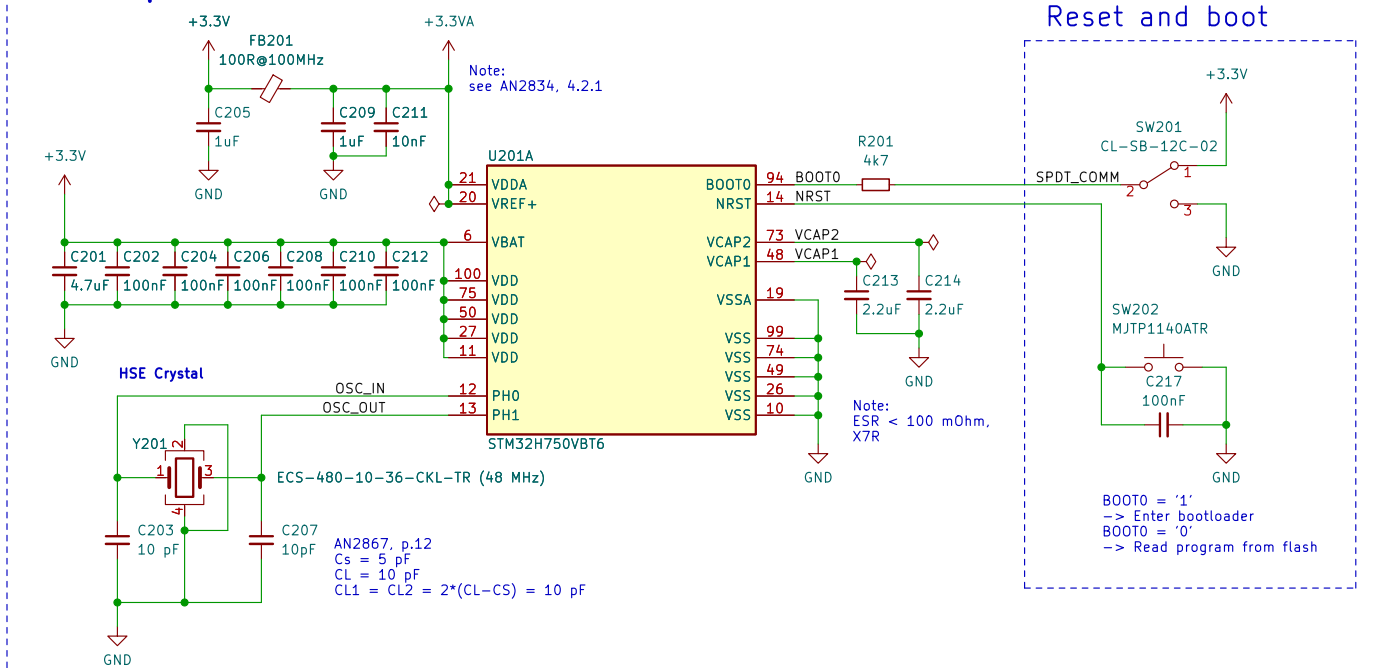 Reset and boot
+3.3V
+3.3VA
FB201
100R@100MHz
Note:
see AN2834, 4.2.1
C205
1uF
C209
1uF
C211
10nF
GND
GND
+3.3V
C201
4.7uF
C202
100nF
C204
100nF
C206
100nF
C208
100nF
C210
100nF
C212
100nF
GND
U201A
21 VDDA
20 VREF+
6 VBAT
100 VDD
75 VDD
50 VDD
27 VDD
11 VDD
OSC_IN 12 PH0
OSC_OUT 13 PH1
BOOT0 94 BOOT0
NRST 14 NRST
VCAP2 73 VCAP2
VCAP1 48 VCAP1
VSSA 19
VSS 99
VSS 74
VSS 49
VSS 26
VSS 10
STM32H750VBT6
GND
C213
2.2uF
C214
2.2uF
GND
Note:
ESR < 100 mOhm,
X7R
R201
4k7
SPDT_COMM
+3.3V
SW201
CL-SB-12C-02
1
2
3
GND
SW202
MJTP1140ATR
C217
100nF
GND
BOOT0 = '1'
-> Enter bootloader
BOOT0 = '0'
-> Read program from flash
HSE Crystal
Y201
2
1
3
4
ECS-480-10-36-CKL-TR (48 MHz)
C203
10 pF
C207
10pF
AN2867, p.12
Cs = 5 pF
CL = 10 pF
CL1 = CL2 = 2*(CL-CS) = 10 pF
GND